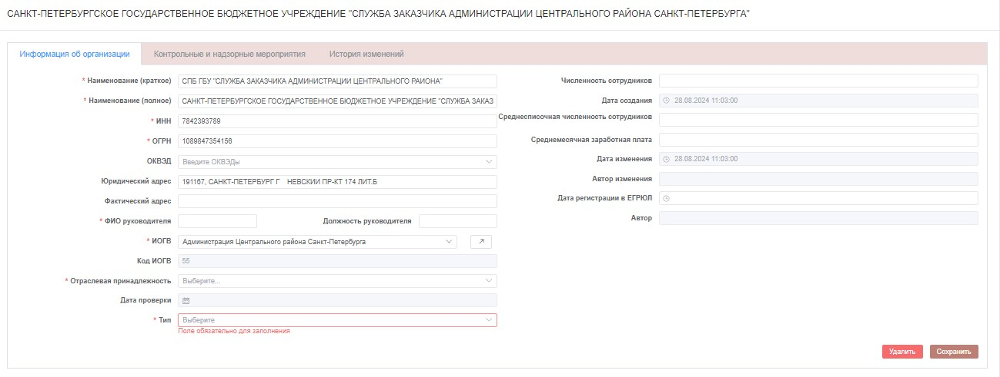 САНКТ-ПЕТЕРБУРГСКОЕ ГОСУДАРСТВЕННОЕ БЮДЖЕТНОЕ УЧРЕЖДЕНИЕ "СЛУЖБА ЗАКАЗЧИКА АДМИНИСТРАЦИИ ЦЕНТРАЛЬНОГО РАЙОНА САНКТ-ПЕТЕРБУРГА"
Информация об организации Контрольные и надзорные мероприятия История изменений
* Наименование (краткое) СПБ ГБУ "СЛУЖБА ЗАКАЗЧИКА АДМИНИСТРАЦИИ ЦЕНТРАЛЬНОГО РАЙОНА"
* Наименование (полное) САНКТ-ПЕТЕРБУРГСКОЕ ГОСУДАРСТВЕННОЕ БЮДЖЕТНОЕ УЧРЕЖДЕНИЕ "СЛУЖБА ЗАКАЗ
* ИНН 7842393789
* ОГРН 1089847354156
ОКВЭД Введите ОКВЭДы
Юридический адрес 191167, САНКТ-ПЕТЕРБУРГ Г НЕВСКИЙ ПР-КТ 174 ЛИТ.Б
Фактический адрес
* ФИО руководителя Должность руководителя
* ИОГВ Администрация Центрального района Санкт-Петербурга
Код ИОГВ 55
* Отраслевая принадлежность Выберите...
Дата проверки
* Тип Выберите
Поле обязательно для заполнения
Численность сотрудников
Дата создания 28.08.2024 11:03:00
Среднесписочная численность сотрудников
Среднемесячная заработная плата
Дата изменения 28.08.2024 11:03:00
Автор изменения
Дата регистрации в ЕГРЮЛ
Автор
Удалить Сохранить